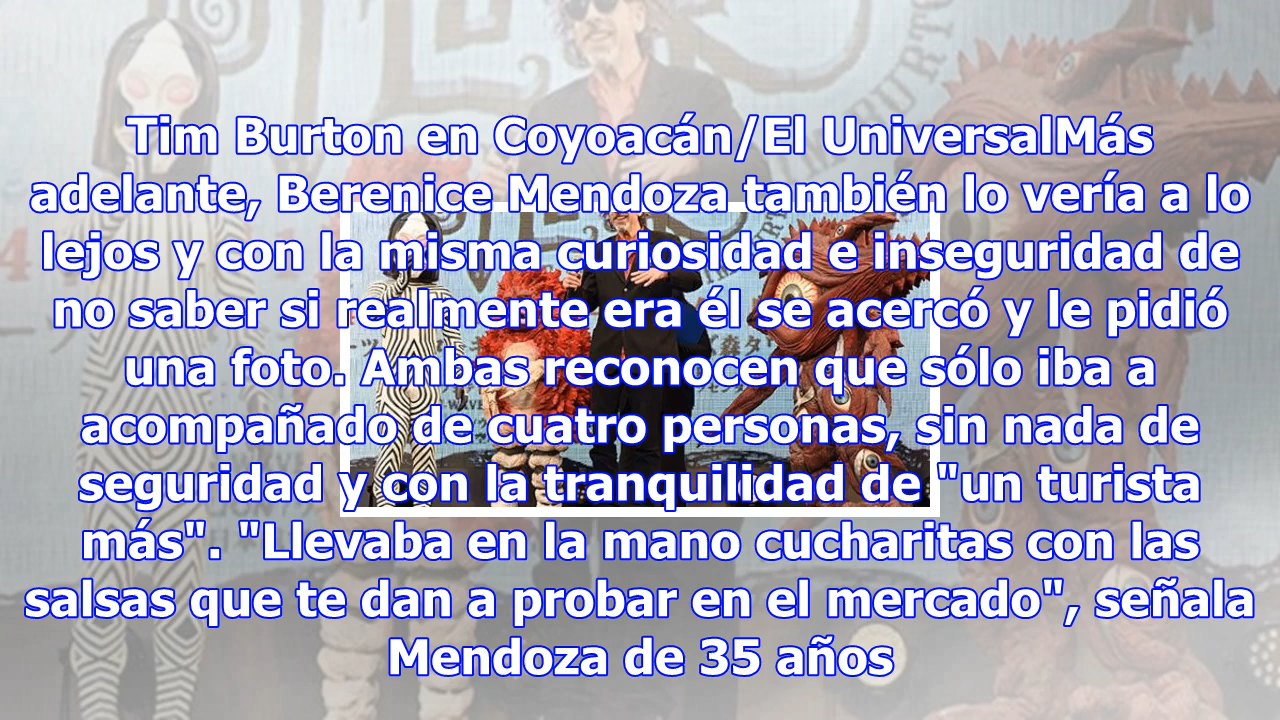 Tim Burton en Coyoacán/El UniversalMás
adelante, Berenice Mendoza también lo vería a lo
lejos y con la misma curiosidad e inseguridad de
no saber si realmente era él se acercó y le pidió
una foto. Ambas reconocen que sólo iba a
acompañado de cuatro personas, sin nada de
seguridad y con la tranquilidad de "un turista
más". "Llevaba en la mano cucharitas con las
salsas que te dan a probar en el mercado", señala
Mendoza de 35 años